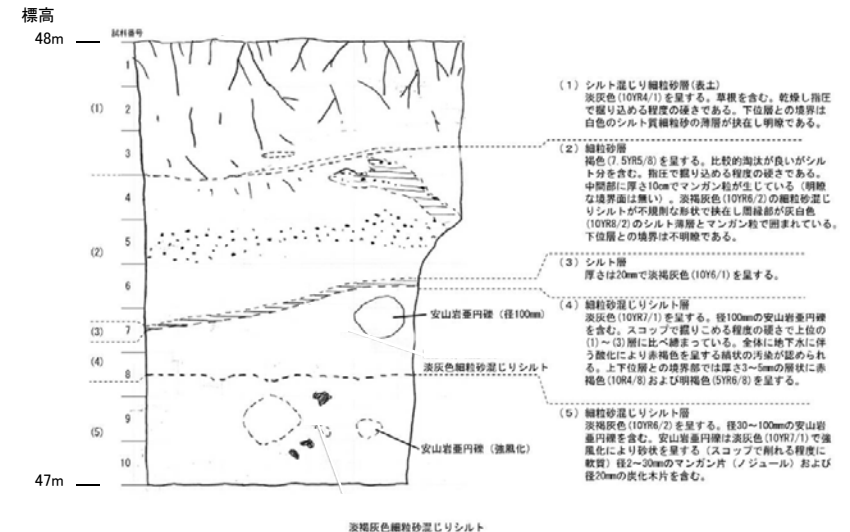 標高
48m
試料番号
1
(1)
2
3
4
5
(2)
6
(3)
7
(4)
8
9
(5)
10
47m
安山岩亜円礫(径100mm)
淡灰色細粒砂混じりシルト
安山岩亜円礫(強風化)
淡褐灰色細粒砂混じりシルト
(1) シルト混じり細粒砂層(表土)
淡灰色(10YR4/1)を呈する。草根を含む。乾燥し指圧
で掘り込める程度の硬さである。下位層との境界は
白色のシルト質細粒砂の薄層が挟在し明瞭である。
(2) 細粒砂層
褐色(7.5YR5/8)を呈する。比較的淘汰が良いがシル
ト分を含む。指圧で掘り込める程度の硬さである。
中間部に厚さ10cmでマンガン粒が生じている(明瞭
な境界面は無い)。淡褐灰色(10YR6/2)の細粒砂混じ
りシルトが不規則な形状で挟在し周縁部が灰白色
(10YR8/2)のシルト薄層とマンガン粒で囲まれている。
下位層との境界は不明瞭である。
(3) シルト層
厚さは20mmで淡褐灰色(10Y6/1)を呈する。
(4) 細粒砂混じりシルト層
淡灰色(10YR7/1)を呈する。径100mmの安山岩亜円礫
を含む。スコップで掘りこめる程度の硬さで上位の
(1)～(3)層に比べ締まっている。全体に地下水に伴
う酸化により赤褐色を呈する縞状の汚染が認められ
る。上下位層との境界部では厚さ3～5mmの層状に赤
褐色(10R4/8)および明褐色(5YR6/8)を呈する。
(5) 細粒砂混じりシルト層
淡褐灰色(10YR6/2)を呈する。径30～100mmの安山岩
亜円礫を含む。安山岩亜円礫は淡灰色(10YR7/1)で強
風化により砂状を呈する(スコップで削れる程度に
軟質)径2～30mmのマンガン片(ノジュール)および
径20mmの炭化木片を含む。